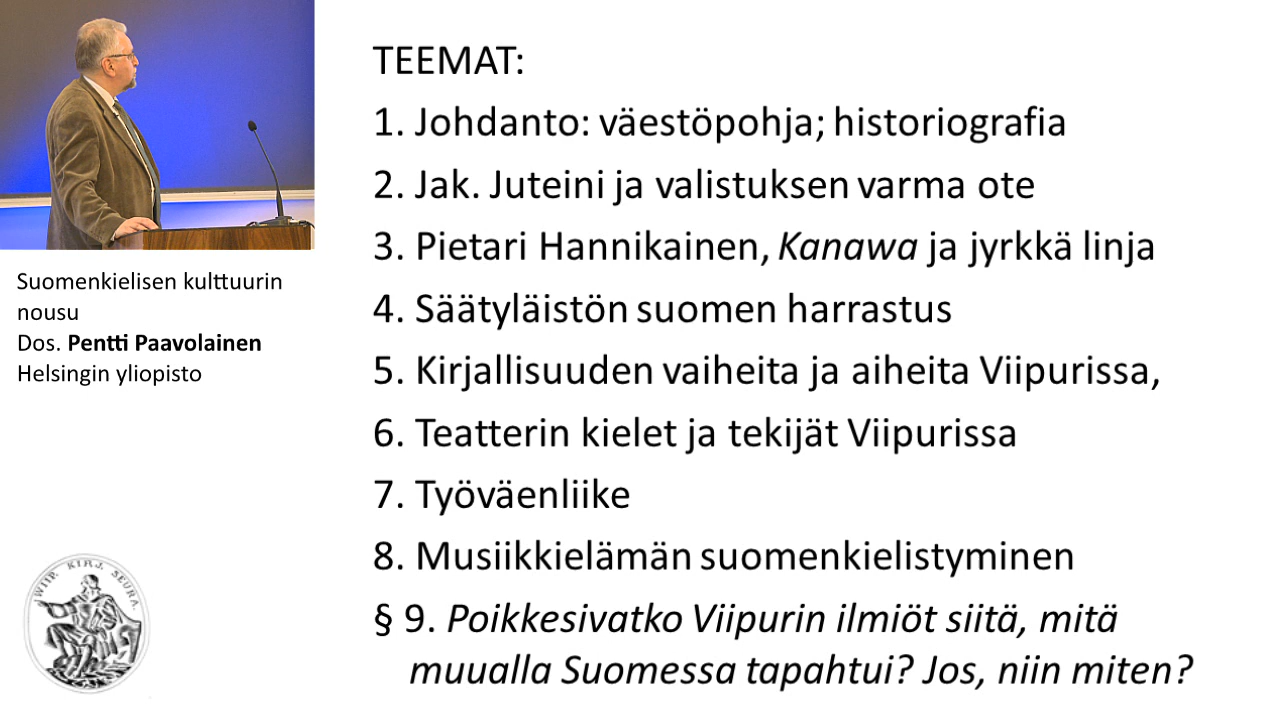 TEEMAT:
1. Johdanto: väestöpohja; historiografia
2. Jak. Juteini ja valistuksen varma ote
3. Pietari Hannikainen, Kanawa ja jyrkkä linja
4. Säätyläistön suomen harrastus
5. Kirjallisuuden vaiheita ja aiheita Viipurissa,
6. Teatterin kielet ja tekijät Viipurissa
7. Työväenliike
8. Musiikkielämän suomenkielistyminen
§ 9. Poikkesivatko Viipurin ilmiöt siitä, mitä
muualla Suomessa tapahtui? Jos, niin miten?
Suomenkielisen kulttuurin
nousu
Dos. Pentti Paavolainen
Helsingin yliopisto
WIIP. KIRJ. SEURA.